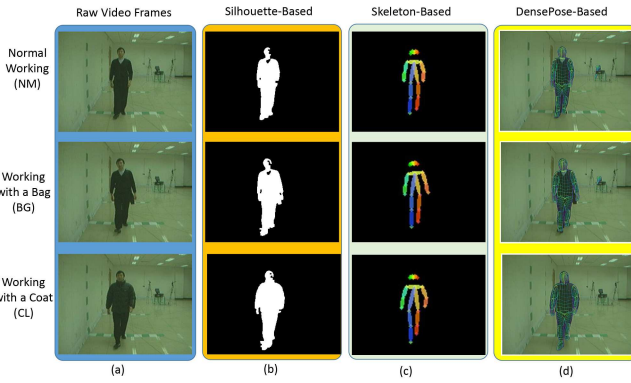 Raw Video Frames
Silhouette-Based
Skeleton-Based
DensePose-Based
Normal
Working
(NM)
Working
with a Bag
(BG)
Working
with a Coat
(CL)
(a)
(b)
(c)
(d)